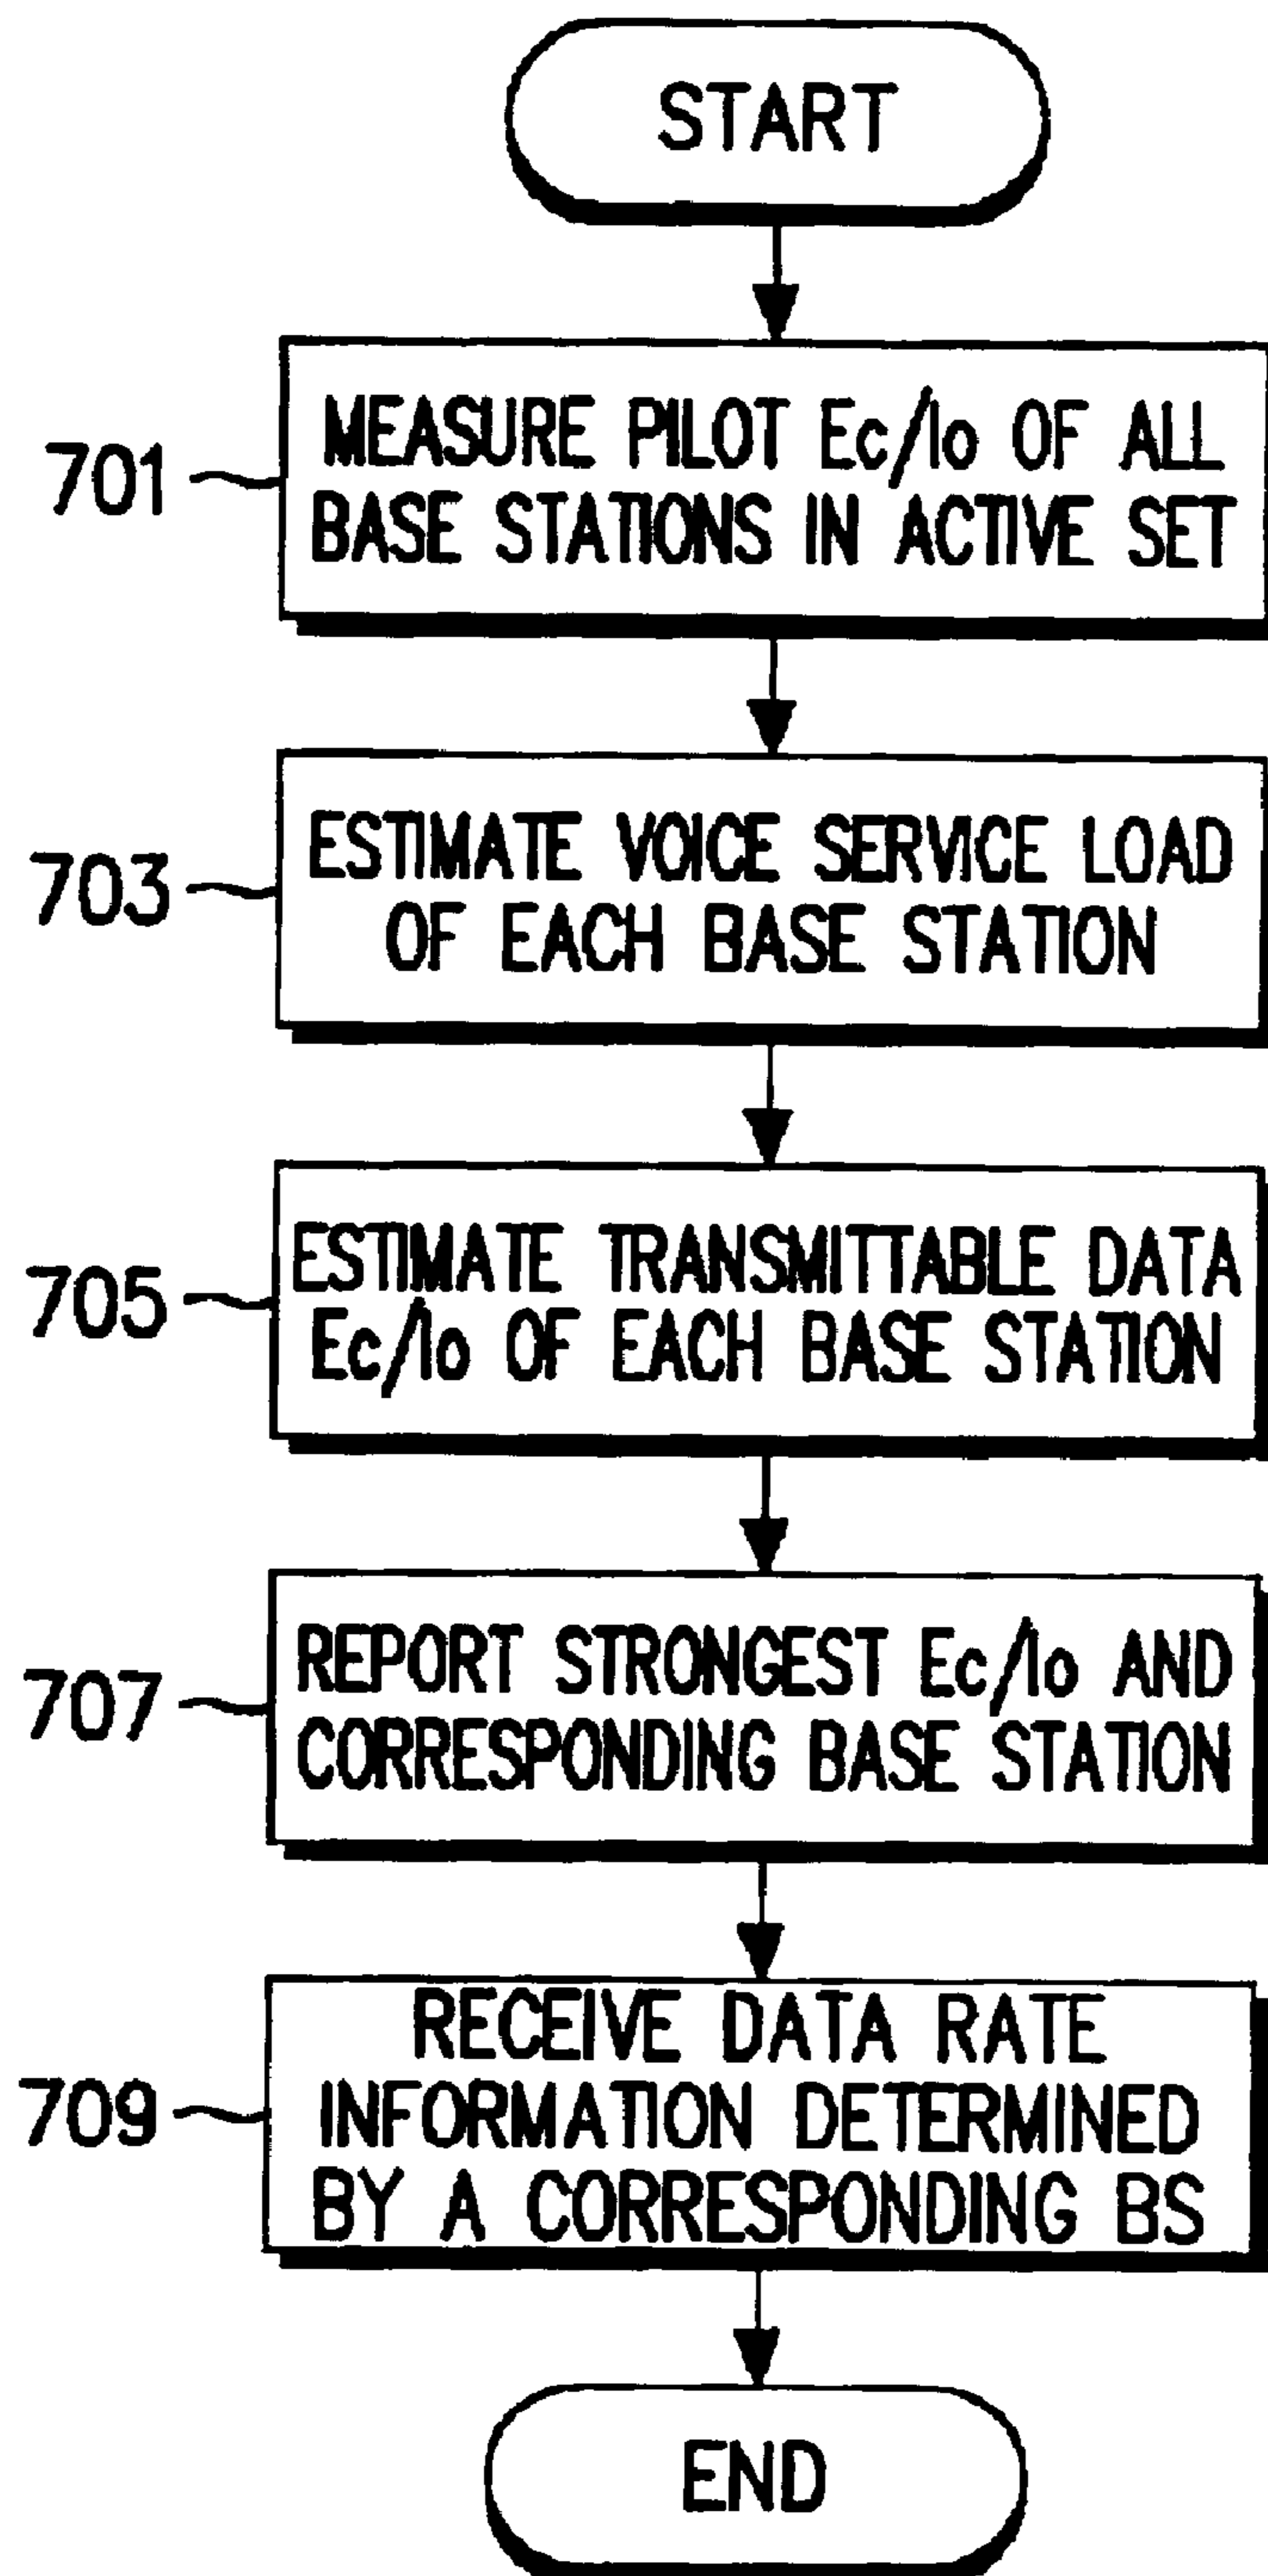 START
701
MEASURE PILOT Ec/Io OF ALL
BASE STATIONS IN ACTIVE SET
703
ESTIMATE VOICE SERVICE LOAD
OF EACH BASE STATION
705
ESTIMATE TRANSMITTABLE DATA
Ec/Io OF EACH BASE STATION
707
REPORT STRONGEST Ec/Io AND
CORRESPONDING BASE STATION
709
RECEIVE DATA RATE
INFORMATION DETERMINED
BY A CORRESPONDING BS
END